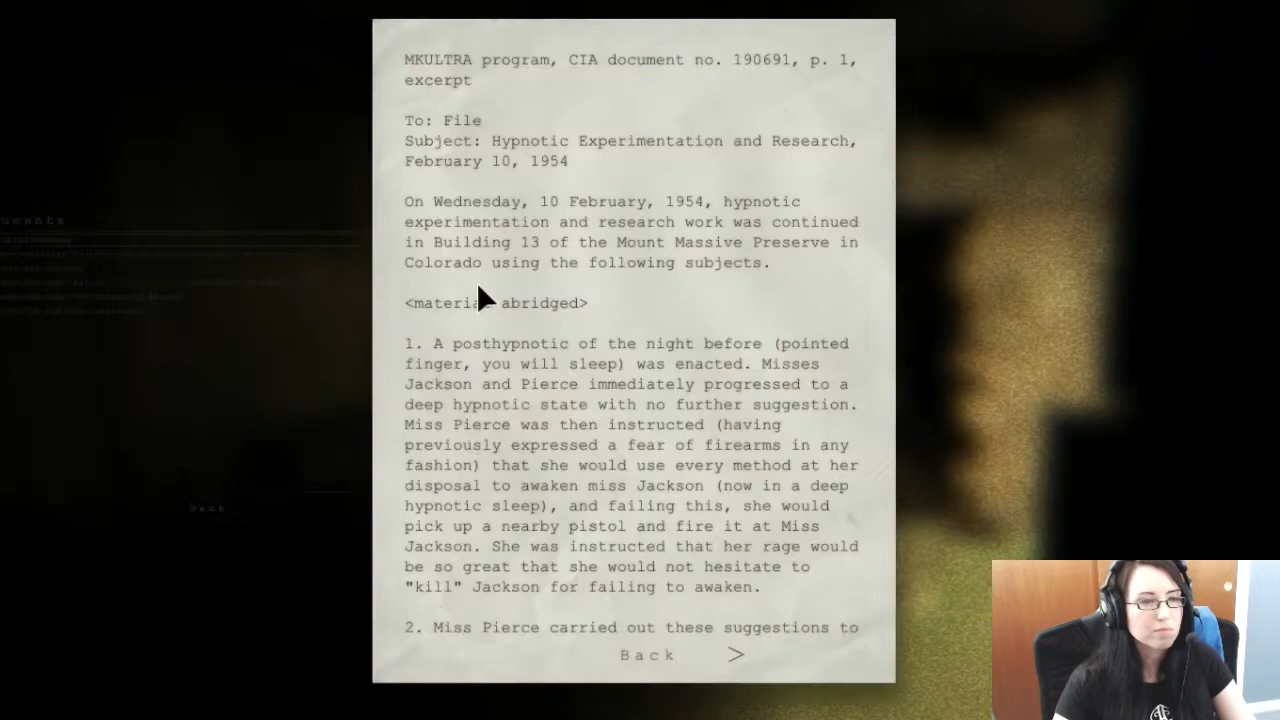 MKULTRA program, CIA document no. 190691, p. 1,
excerpt
To: File
Subject: Hypnotic Experimentation and Research,
February 10, 1954
On Wednesday, 10 February, 1954, hypnotic
experimentation and research work was continued
in Building 13 of the Mount Massive Preserve in
Colorado using the following subjects.
<material abridged>
1. A posthypnotic of the night before (pointed
finger, you will sleep) was enacted. Misses
Jackson and Pierce immediately progressed to a
deep hypnotic state with no further suggestion.
Miss Pierce was then instructed (having
previously expressed a fear of firearms in any
fashion) that she would use every method at her
disposal to awaken miss Jackson (now in a deep
hypnotic sleep), and failing this, she would
pick up a nearby pistol and fire it at Miss
Jackson. She was instructed that her rage would
be so great that she would not hesitate to
"kill" Jackson for failing to awaken.
2. Miss Pierce carried out these suggestions to
Back >
uments
Back